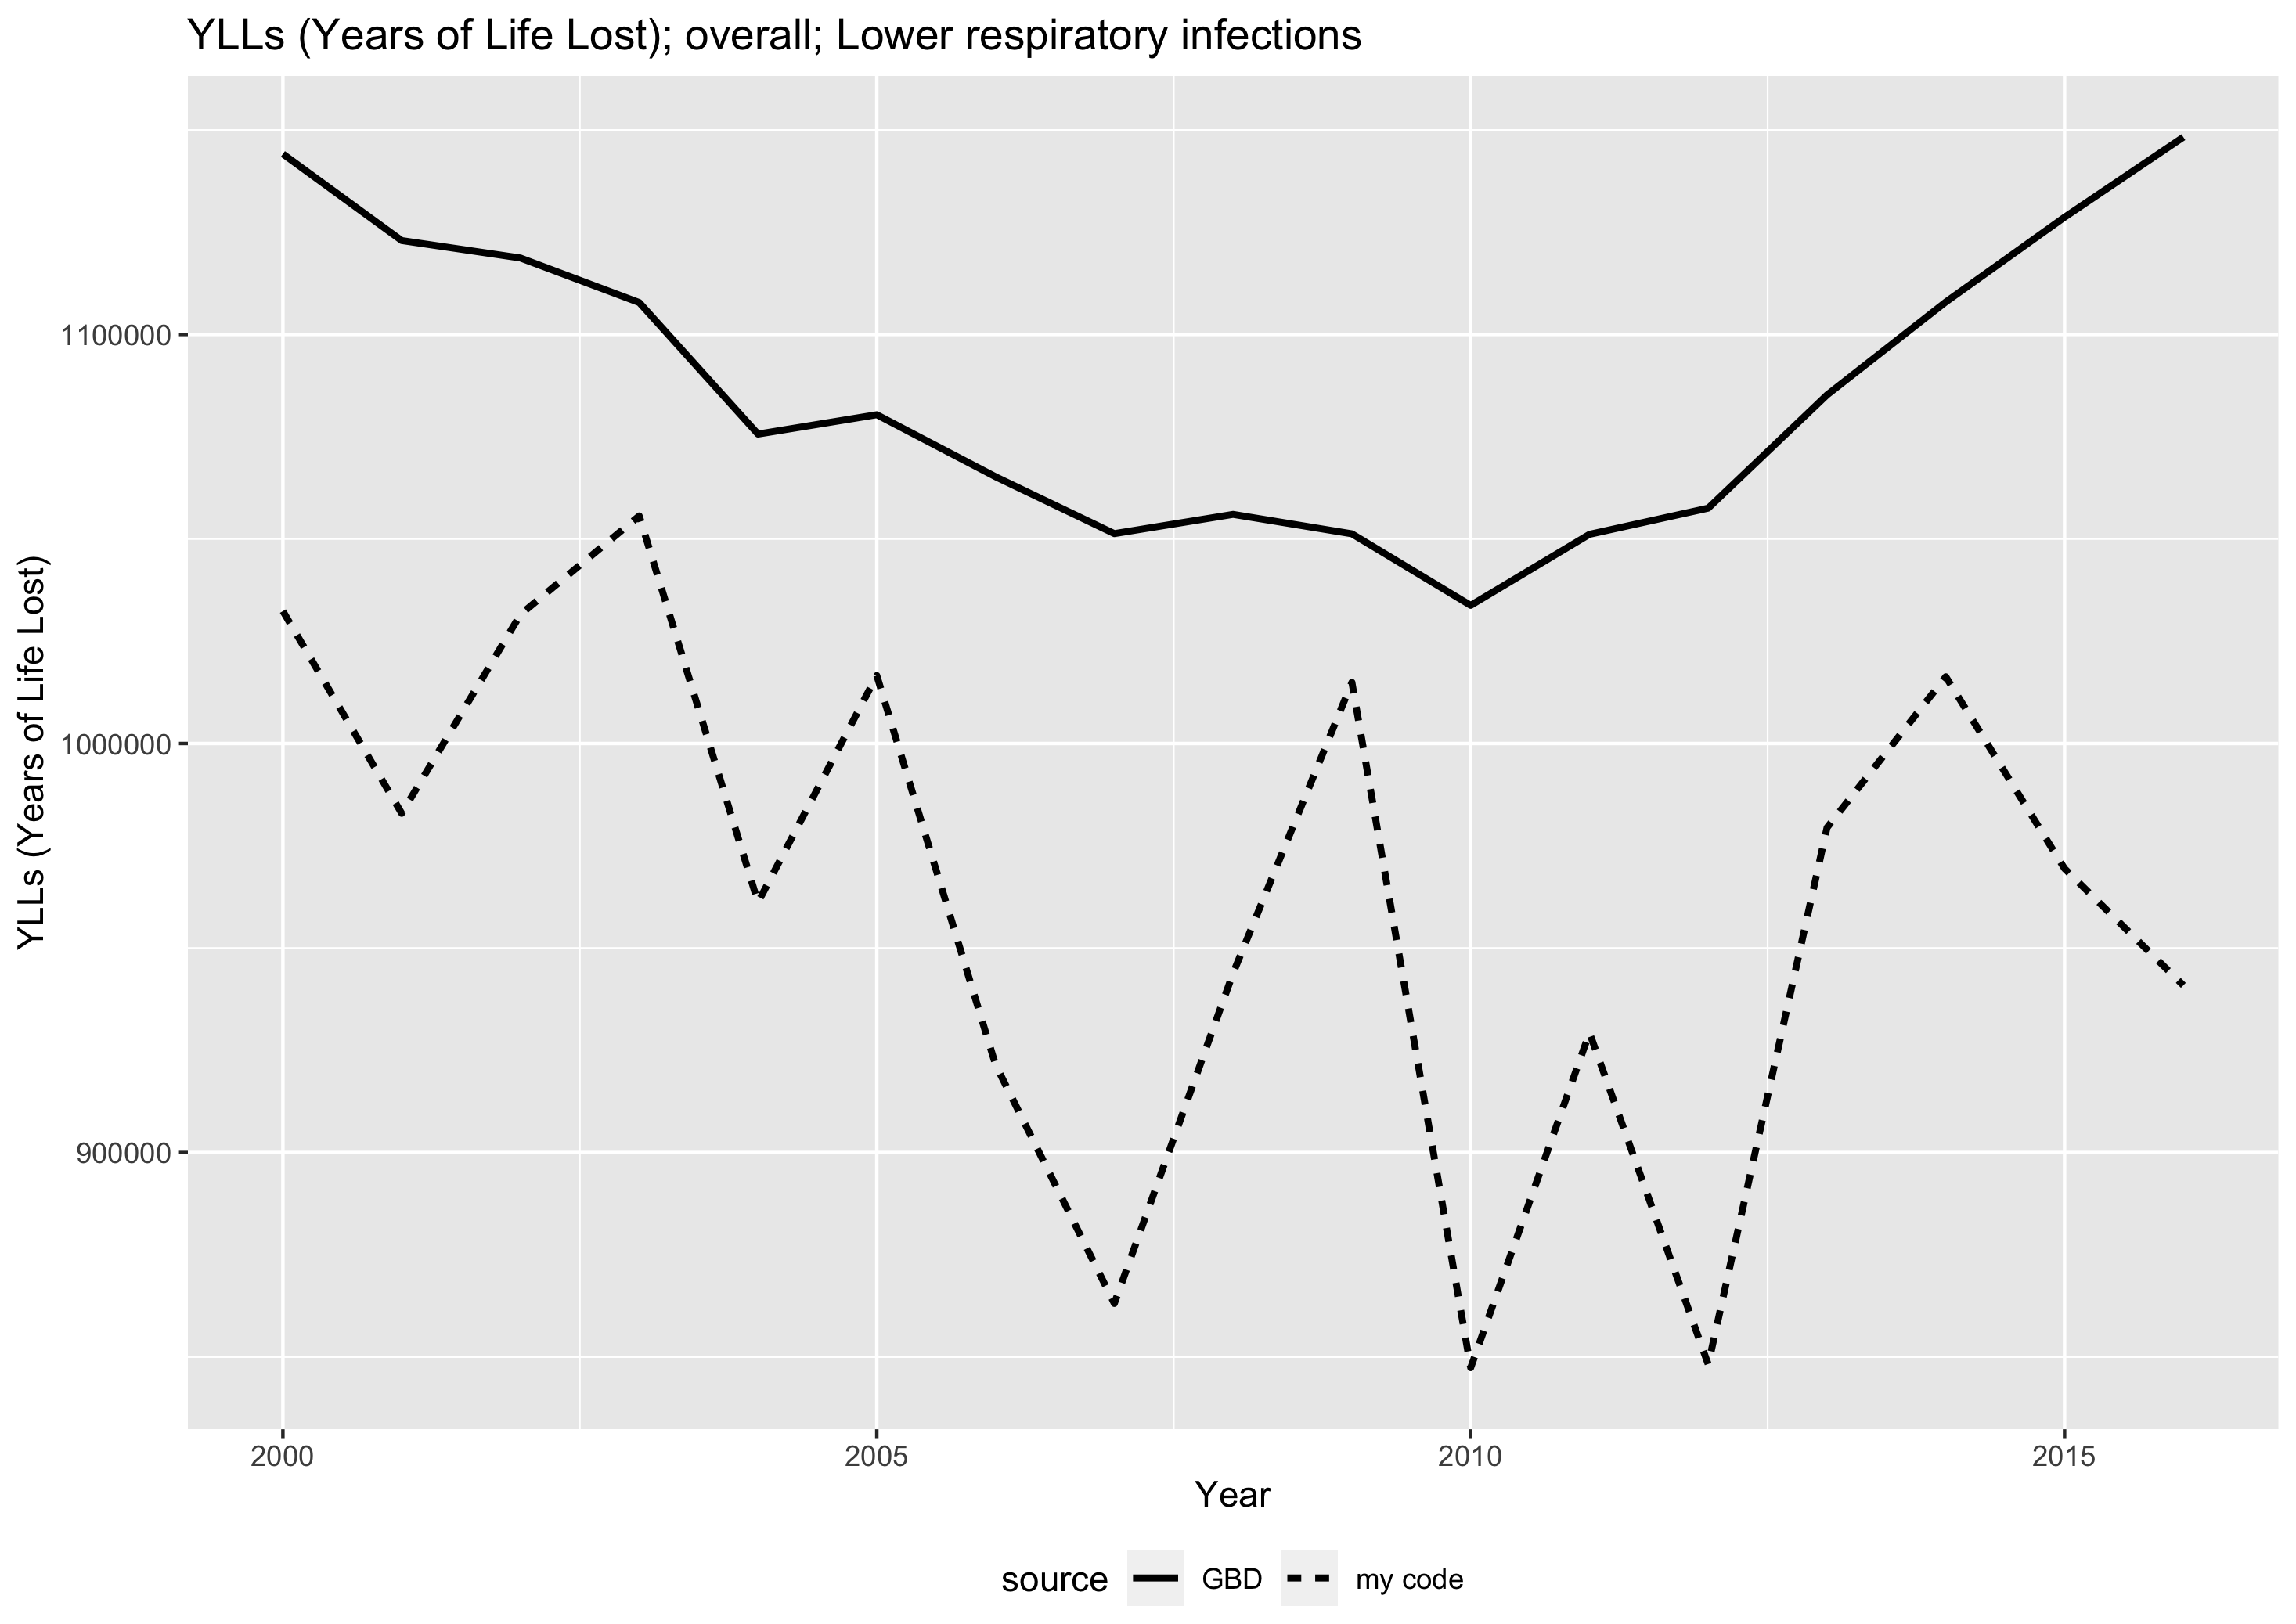 YLLs (Years of Life Lost); overall; Lower respiratory infections
YLLs (Years of Life Lost)
1100000
1000000
900000
2000 2005 2010 2015
Year
source GBD my code